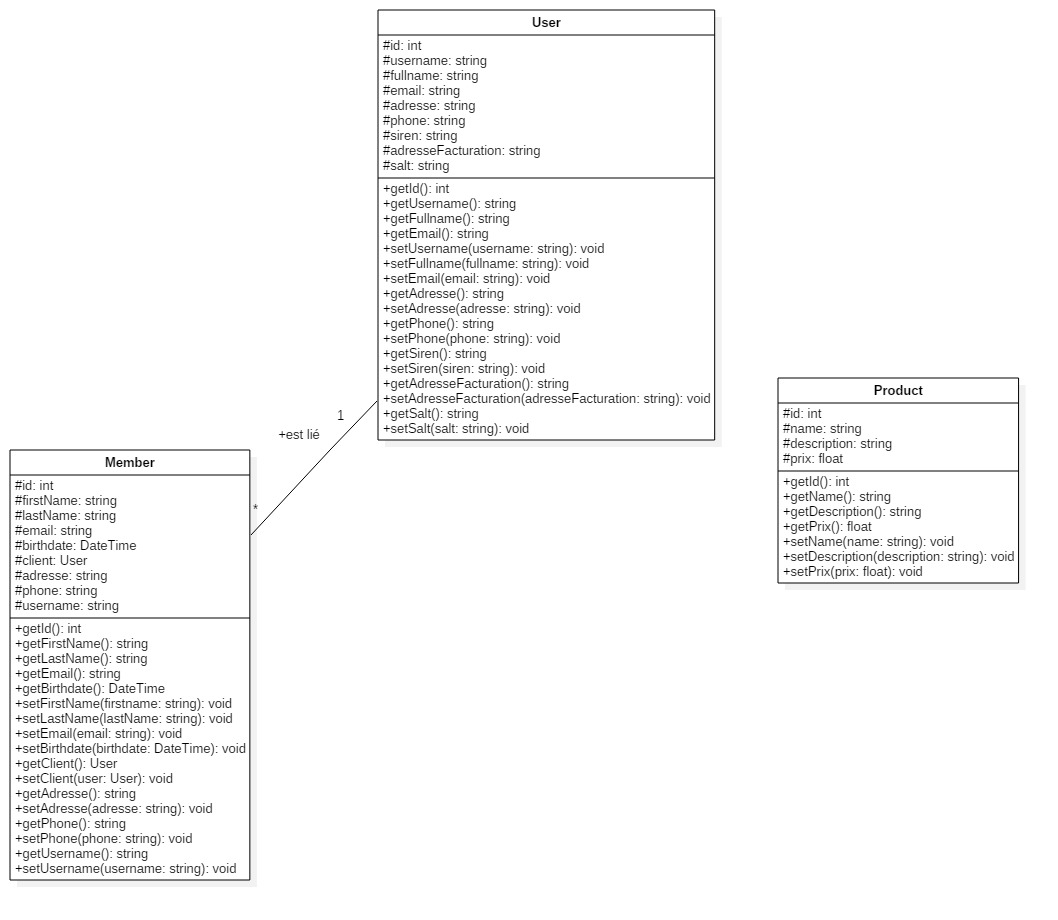 User
#id: int
#username: string
#fullname: string
#email: string
#adresse: string
#phone: string
#siren: string
#adresseFacturation: string
#salt: string
+getId(): int
+getUsername(): string
+getFullname(): string
+getEmail(): string
+setUsername(username: string): void
+setFullname(fullname: string): void
+setEmail(email: string): void
+getAdresse(): string
+setAdresse(adresse: string): void
+getPhone(): string
+setPhone(phone: string): void
+getSiren(): string
+setSiren(siren: string): void
+getAdresseFacturation(): string
+setAdresseFacturation(adresseFacturation: string): void
+getSalt(): string
+setSalt(salt: string): void
1
+est lié
*
Member
#id: int
#firstName: string
#lastName: string
#email: string
#birthdate: DateTime
#client: User
#adresse: string
#phone: string
#username: string
+getId(): int
+getFirstName(): string
+getLastName(): string
+getEmail(): string
+getBirthdate(): DateTime
+setFirstName(firstname: string): void
+setLastName(lastName: string): void
+setEmail(email: string): void
+setBirthdate(birthdate: DateTime): void
+getClient(): User
+setClient(user: User): void
+getAdresse(): string
+setAdresse(adresse: string): void
+getPhone(): string
+setPhone(phone: string): void
+getUsername(): string
+setUsername(username: string): void
Product
#id: int
#name: string
#description: string
#prix: float
+getId(): int
+getName(): string
+getDescription(): string
+getPrix(): float
+setName(name: string): void
+setDescription(description: string): void
+setPrix(prix: float): void